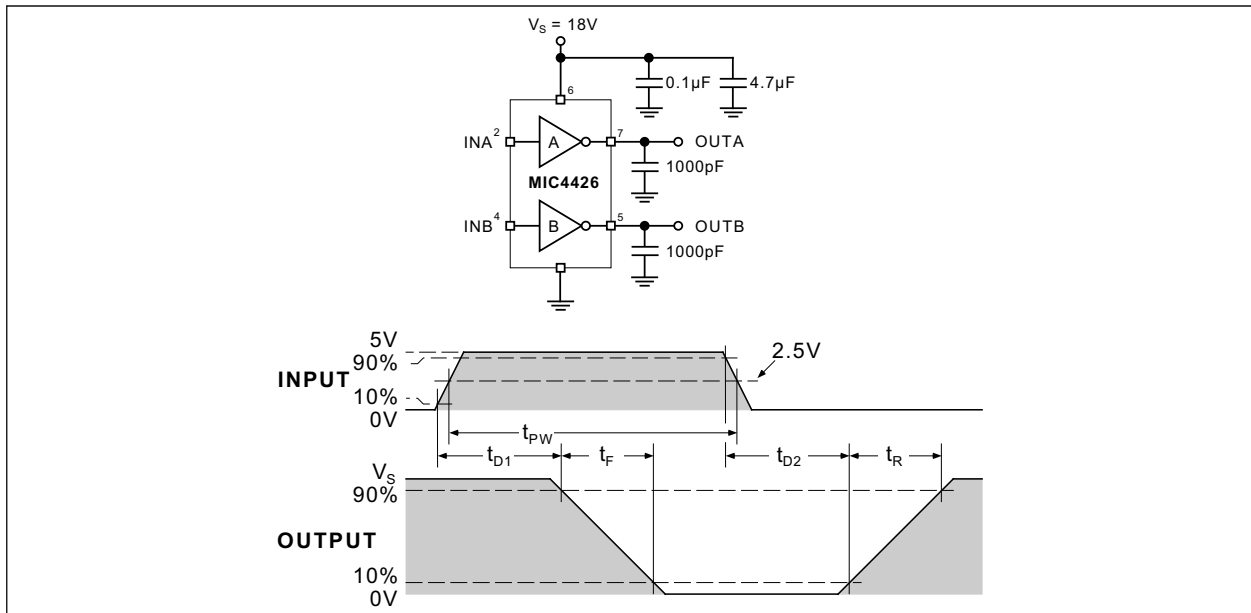 V_S = 18V
6
0.1µF 4.7µF
INA 2 A 7 OUTA
1000pF
MIC4426
INB 4 B 5 OUTB
1000pF
5V
90%
2.5V
INPUT
10%
0V
t_PW
t_D1 t_F t_D2 t_R
V_S
90%
OUTPUT
10%
0V